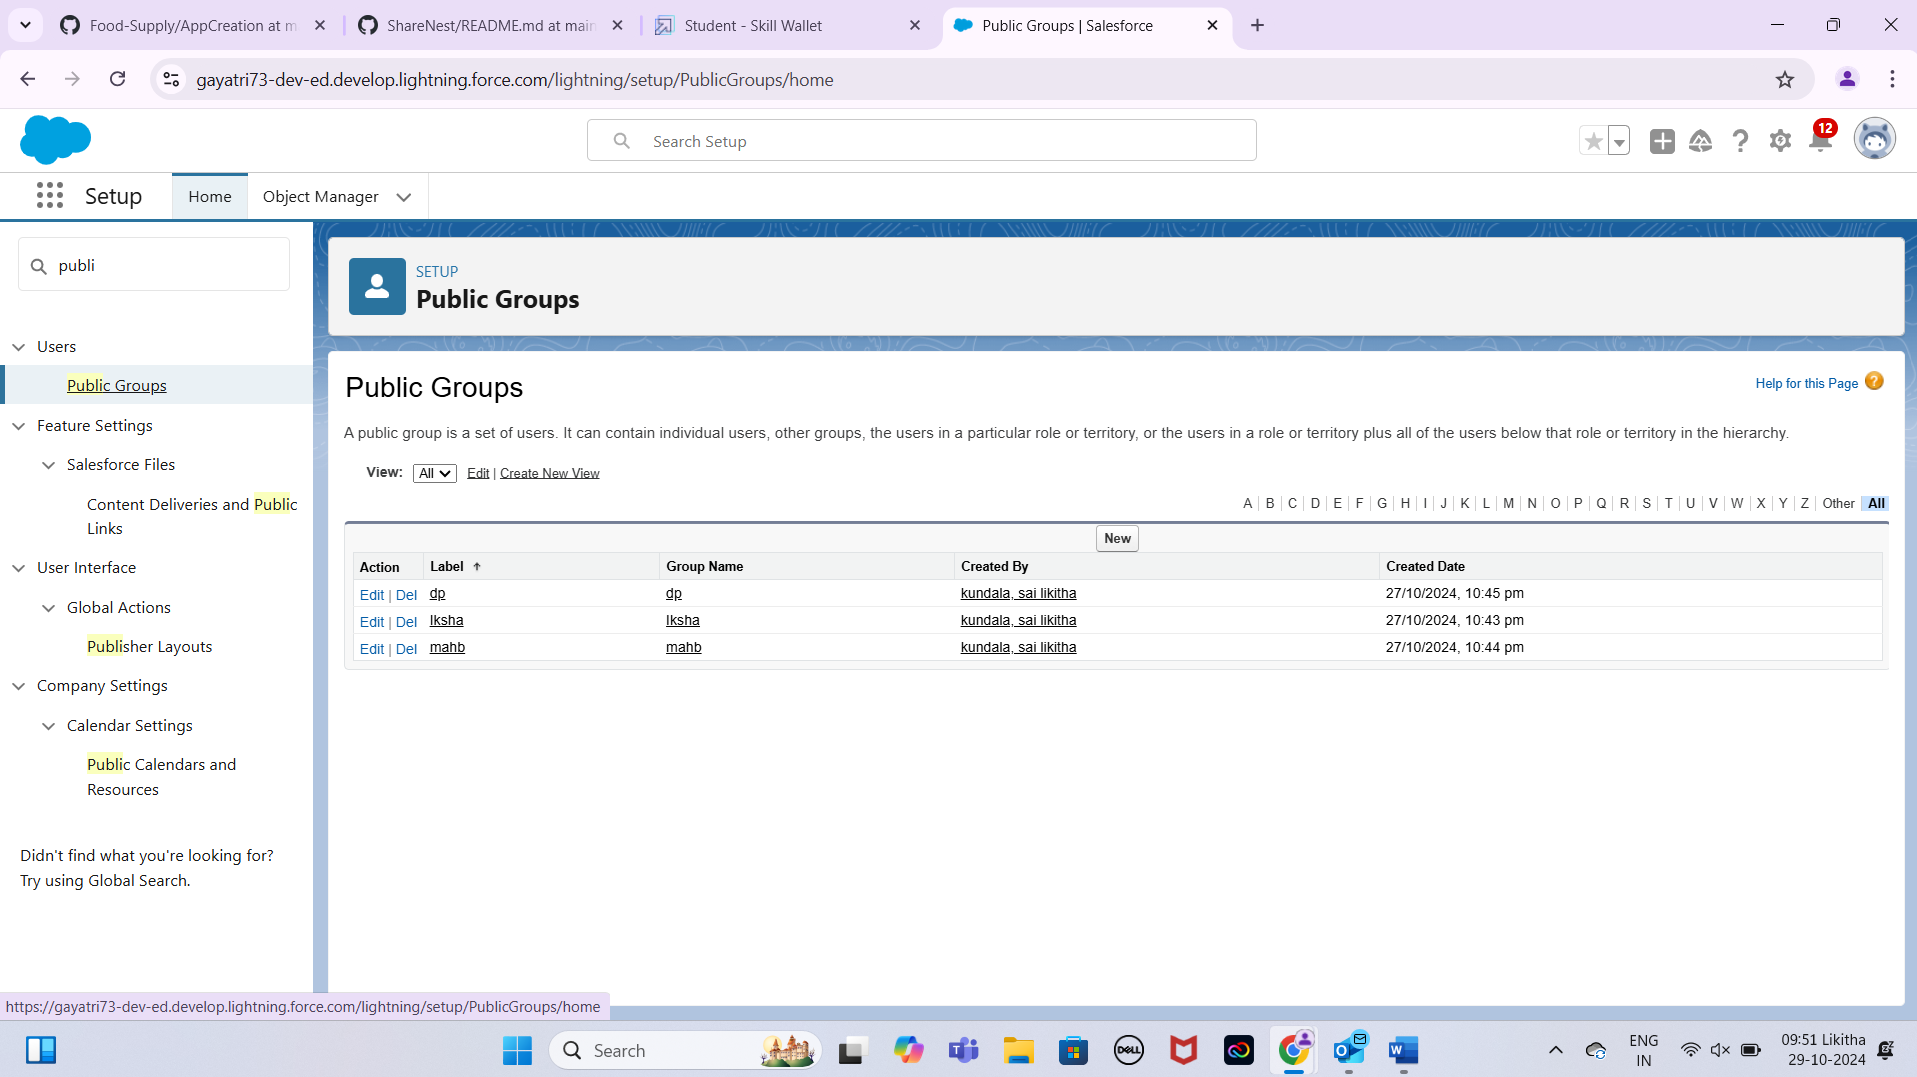 Food-Supply/AppCreation at m
ShareNest/README.md at main
Student - Skill Wallet
Public Groups | Salesforce
gayatri73-dev-ed.develop.lightning.force.com/lightning/setup/PublicGroups/home
Search Setup
12
Setup
Home
Object Manager
publi
Users
Public Groups
Feature Settings
Salesforce Files
Content Deliveries and Public
Links
User Interface
Global Actions
Publisher Layouts
Company Settings
Calendar Settings
Public Calendars and
Resources
Didn't find what you're looking for?
Try using Global Search.
SETUP
Public Groups
Public Groups
Help for this Page ?
A public group is a set of users. It can contain individual users, other groups, the users in a particular role or territory, or the users in a role or territory plus all of the users below that role or territory in the hierarchy.
View: All Edit | Create New View
A B C D E F G H I J K L M N O P Q R S T U V W X Y Z Other All
New
Action Label Group Name Created By Created Date
Edit | Del dp dp kundala, sai likitha 27/10/2024, 10:45 pm
Edit | Del lksha lksha kundala, sai likitha 27/10/2024, 10:43 pm
Edit | Del mahb mahb kundala, sai likitha 27/10/2024, 10:44 pm
https://gayatri73-dev-ed.develop.lightning.force.com/lightning/setup/PublicGroups/home
Search
DELL
ENG
IN
09:51 Likitha
29-10-2024